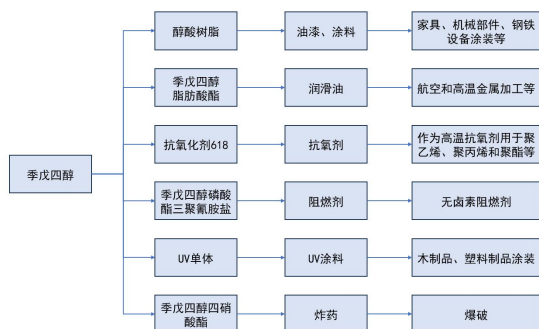 季戊四醇
醇酸树脂
油漆、涂料
家具、机械部件、钢铁
设备涂装等
季戊四醇
脂肪酸酯
润滑油
航空和高温金属加工等
抗氧化剂618
抗氧剂
作为高温抗氧剂用于聚
乙烯、聚丙烯和聚酯等
季戊四醇磷酸
酯三聚氰胺盐
阻燃剂
无卤素阻燃剂
UV单体
UV涂料
木制品、塑料制品涂装
季戊四醇四硝
酸酯
炸药
爆破